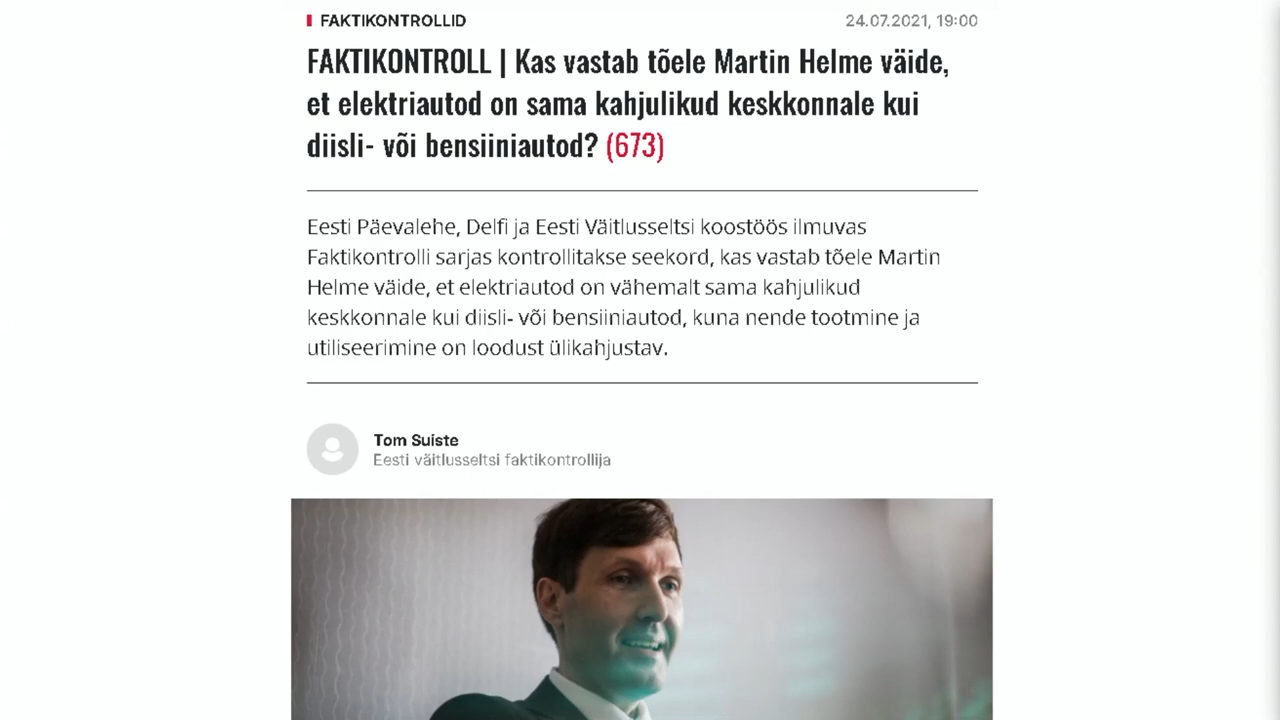 FAKTIKONTROLLID
24.07.2021, 19:00
FAKTIKONTROLL | Kas vastab tõele Martin Helme väide,
et elektriautod on sama kahjulikud keskkonnale kui
diisli- või bensiiniautod? (673)
Eesti Päevalehe, Delfi ja Eesti Väitlusseltsi koostöös ilmuvas
Faktikontrolli sarjas kontrollitakse seekord, kas vastab tõele Martin
Helme väide, et elektriautod on vähemalt sama kahjulikud
keskkonnale kui diisli- või bensiiniautod, kuna nende tootmine ja
utiliseerimine on loodust ülikahjustav.
Tom Suiste
Eesti väitlusseltsi faktikontrollija